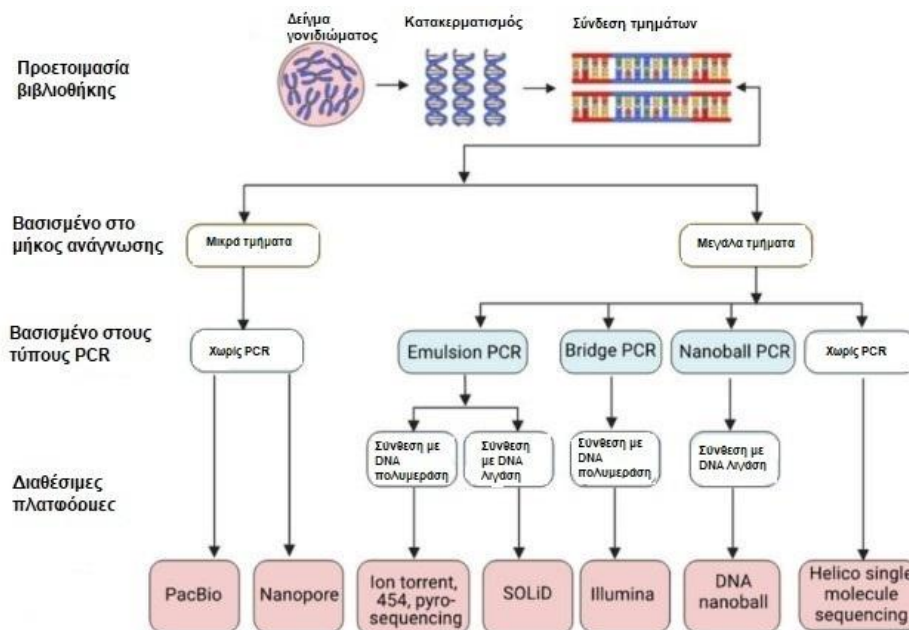 Δείγμα
γονιδιώματος
Κατακερματισμός
Σύνδεση τμημάτων
Προετοιμασία
βιβλιοθήκης
Βασισμένο στο
μήκος ανάγνωσης
Μικρά τμήματα
Μεγάλα τμήματα
Βασισμένο στους
τύπους PCR
Χωρίς PCR
Emulsion PCR
Bridge PCR
Nanoball PCR
Χωρίς PCR
Σύνθεση με
DNA
πολυμεράση
Σύνθεση
με DNA
Λιγάση
Σύνθεση με
DNA
πολυμεράση
Σύνθεση με
DNA Λιγάση
Διαθέσιμες
πλατφόρμες
PacBio
Nanopore
Ion torrent,
454, pyro-
sequencing
SOLiD
Illumina
DNA
nanoball
Helico single
molecule
sequencing